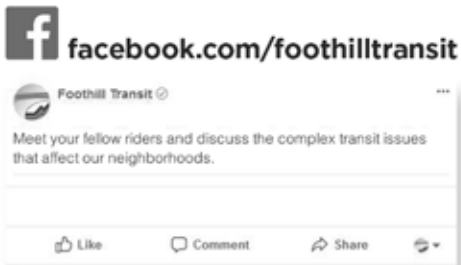 facebook.com/foothilltransit
Foothill Transit
Meet your fellow riders and discuss the complex transit issues
that affect our neighborhoods.
Like Comment Share